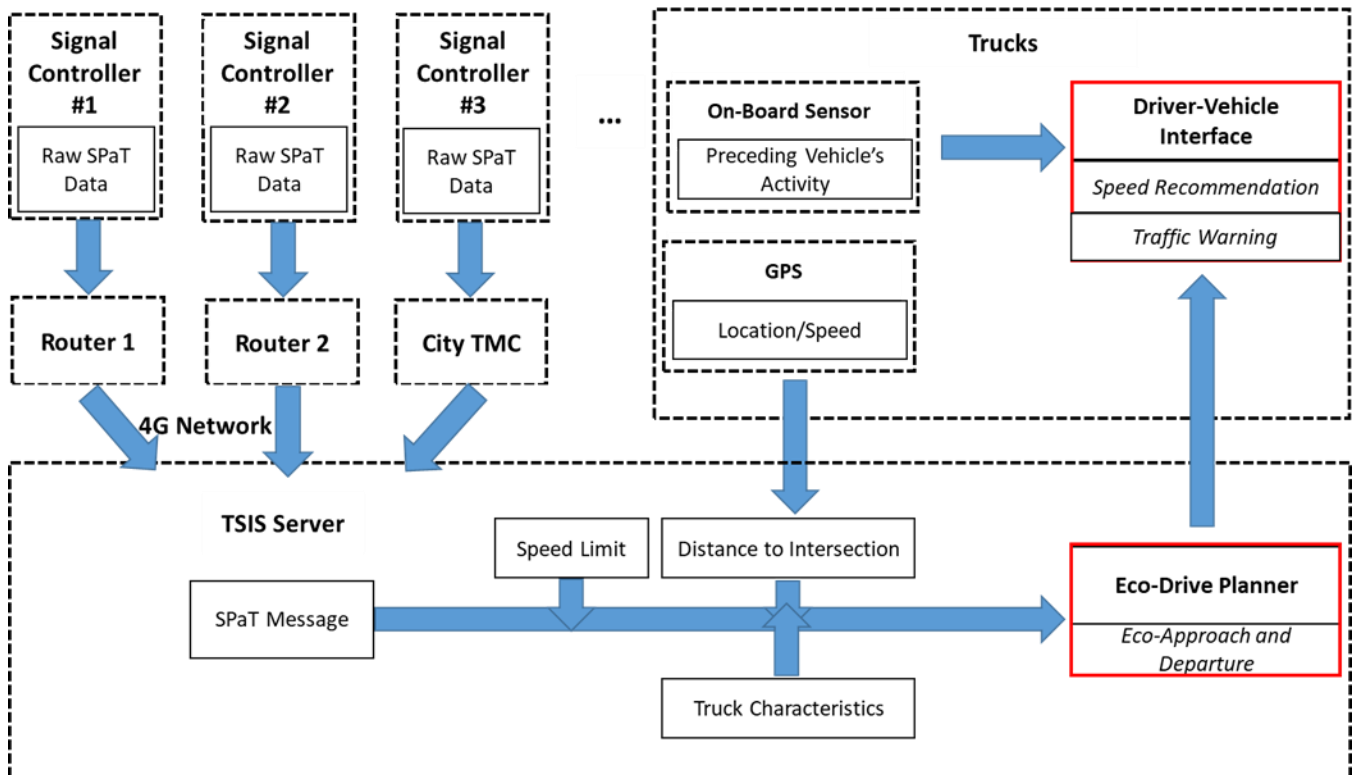 Signal
Controller
#1
Raw SPaT
Data
Signal
Controller
#2
Raw SPaT
Data
Signal
Controller
#3
Raw SPaT
Data
...
Trucks
On-Board Sensor
Preceding Vehicle's
Activity
Driver-Vehicle
Interface
Speed Recommendation
Traffic Warning
GPS
Location/Speed
Router 1
Router 2
City TMC
4G Network
TSIS Server
Speed Limit
Distance to Intersection
SPaT Message
Eco-Drive Planner
Eco-Approach and
Departure
Truck Characteristics